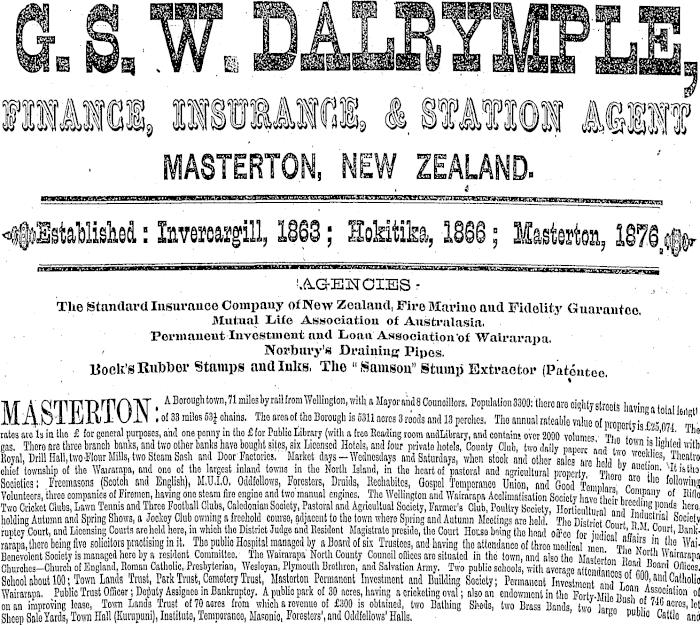 G. S. W. DALRYMPLE,
FINANCE, INSURANCE, & STATION AGENT
MASTERTON, NEW ZEALAND.
Established : Invercargill, 1863 ; Hokitika, 1866 ; Masterton, 1876.
AGENCIES -
The Standard Insurance Company of New Zealand, Fire Marine and Fidelity Guarantee.
Mutual Life Association of Australasia.
Permanent Investment and Loan Association of Wairarapa.
Norbury's Draining Pipes.
Bock's Rubber Stamps and Inks. The "Samson" Stump Extractor (Patentee.
MASTERTON : A Borough town, 71 miles by rail from Wellington, with a Mayor and 8 Councillors. Population 3300: there are eighty streets having a total length
of 33 miles 53½ chains. The area of the Borough is 5311 acres 3 roods and 13 perches. The annual rateable value of property is £25,074. The
rates are 1s in the £ for general purposes, and one penny in the £ for Public Library (with a free Reading room and Library, and contains over 2000 volumes. The town is lighted with
gas. There are three branch banks, and two other banks have bought sites, six Licensed Hotels, and four private hotels, County Club, two daily papers and two weeklies, Theatre
Royal, Drill Hall, two Flour Mills, two Steam Sash and Door Factories. Market days—Wednesdays and Saturdays, when stock and other sales are held by auction. It is the
chief township of the Wairarapa, and one of the largest inland towns in the North Island, in the heart of pastoral and agricultural property. There are the following
Societies: Freemasons (Scotch and English), M.U.I.O. Oddfellows, Foresters, Druids, Rechabites, Gospel Temperance Union, and Good Templars, Company of Rifle
Volunteers, three companies of Firemen, having one steam fire engine and two manual engines. The Wellington and Wairarapa Acclimatisation Society have their breeding ponds here.
Two Cricket Clubs, Lawn Tennis and Three Football Clubs, Caledonian Society, Pastoral and Agricultural Society, Farmer's Club, Poultry Society, Horticultural and Industrial Society
holding Autumn and Spring Shows, a Jockey Club owning a freehold course, adjacent to the town where Spring and Autumn Meetings are held. The District Court, R.M. Court, Bank-
ruptcy Court, and Licensing Courts are held here, in which the District Judge and Resident Magistrate preside, the Court House being the head office for judicial affairs in the Wai-
rarapa, there being five solicitors practising in it. The public Hospital managed by a Board of six Trustees, and having the attendance of three medical men. The North Wairarapa
Benevolent Society is managed here by a resident Committee. The Wairarapa North County Council offices are situated in the town, and also the Masterton Road Board Offices.
Churches—Church of England, Roman Catholic, Presbyterian, Wesleyan, Plymouth Brethren, and Salvation Army. Two public schools, with average attendances of 600, and Catholic
School about 100; Town Lands Trust, Park Trust, Cemetery Trust, Masterton Permanent Investment and Building Society; Permanent Investment and Loan Association of
Wairarapa. Public Trust Officer; Deputy Assignee in Bankruptcy. A public park of 30 acres, having a cricketing oval; also an endowment in the Forty-Mile Bush of 746 acres, let
on an improving lease, Town Lands Trust of 70 acres from which a revenue of £300 is obtained, two Bathing Sheds, two Brass Bands, two large public Cattle and
Sheep Sale Yards, Town Hall (Kurupuni), Institute, Temperance, Masonic, Foresters', and Oddfellows' Halls.